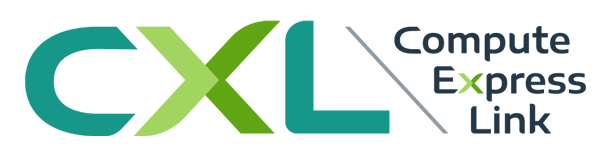 CXL
Compute
Express
Link